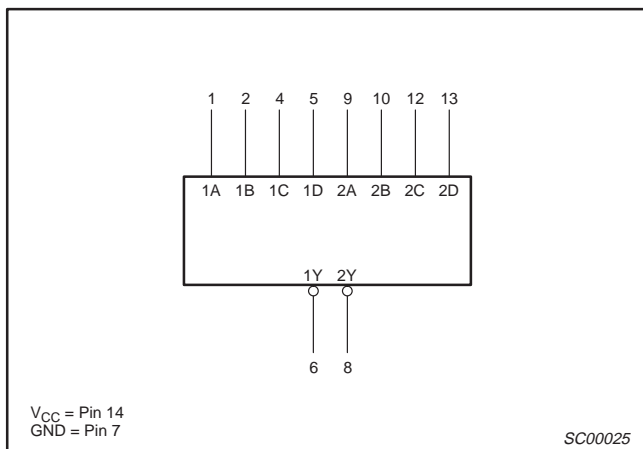 1 2 4 5 9 10 12 13
1A 1B 1C 1D 2A 2B 2C 2D
1Y 2Y
6 8
VCC = Pin 14
GND = Pin 7
SC00025